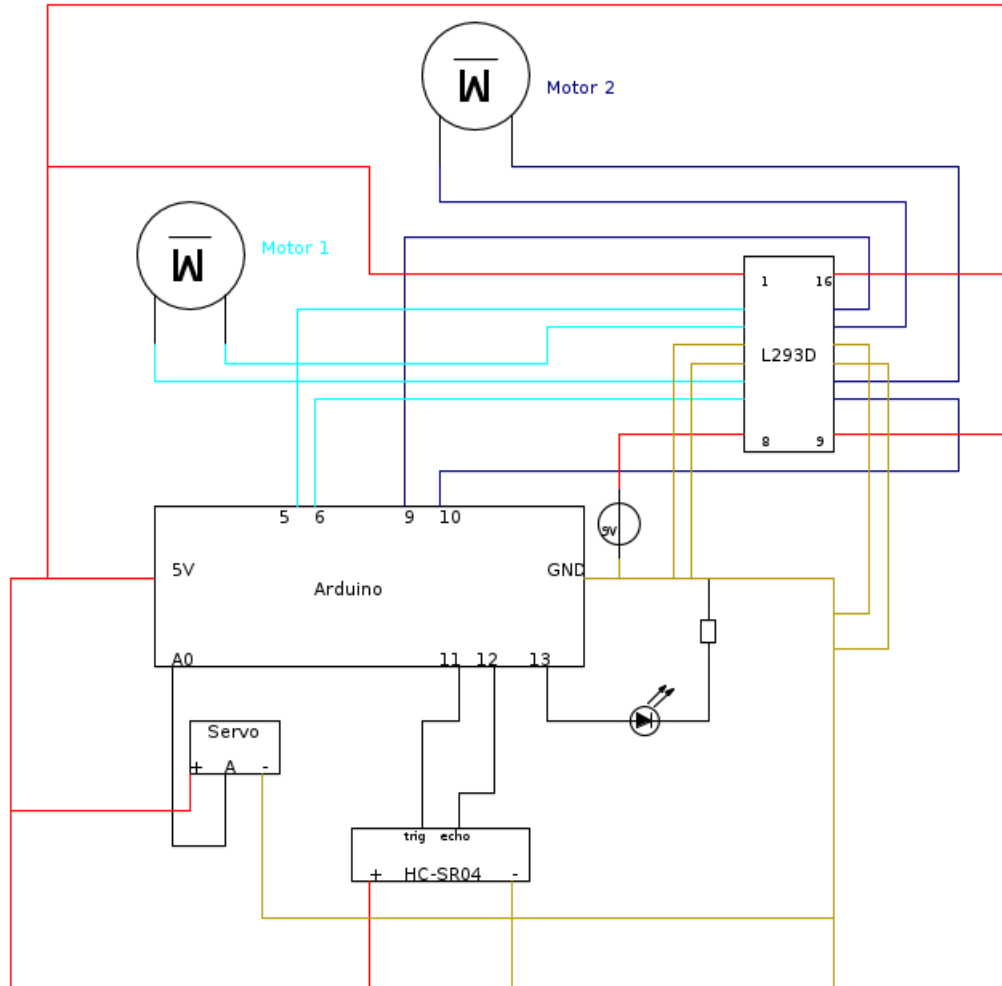 M
Motor 2
M
Motor 1
1 16
L293D
8 9
5 6 9 10
9V
5V GND
Arduino
A0 11 12 13
Servo
+ A -
trig echo
+ HC-SR04 -